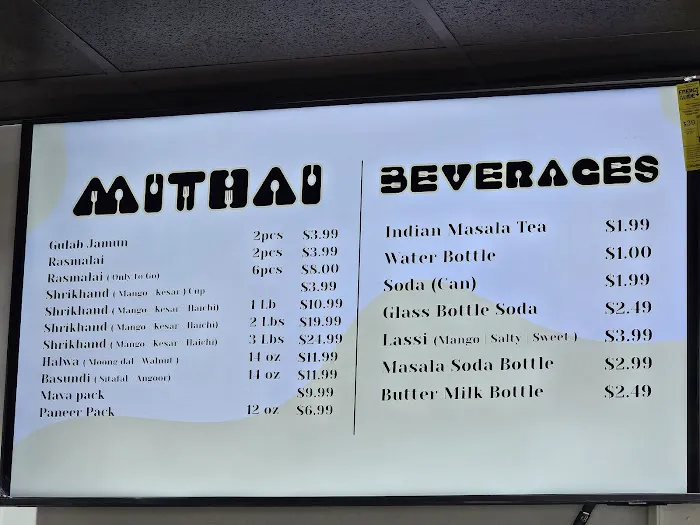 MITHAI
Gulab Jamun 2pcs $3.99
Rasmalai 2pcs $3.99
Rasmalai ( Only to Go) 6pcs $8.00
Shrikhand ( Mango Kesar ) Cup $3.99
Shrikhand ( Mango Kesar Ilaichi) 1 Lb $10.99
Shrikhand ( Mango Kesar Ilaichi) 2 Lbs $19.99
Shrikhand ( Mango Kesar Ilaichi) 3 Lbs $24.99
Halwa ( Moong dal Walnut ) 14 oz $11.99
Basundi ( Sitafal Angoor) 14 oz $11.99
Mava pack $9.99
Paneer Pack 12 oz $6.99
BEVERAGES
Indian Masala Tea $1.99
Water Bottle $1.00
Soda (Can) $1.99
Glass Bottle Soda $2.49
Lassi (Mango | Salty | Sweet ) $3.99
Masala Soda Bottle $2.99
Butter Milk Bottle $2.49